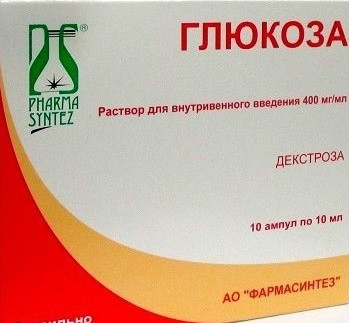 ГЛЮКОЗА
PHARMA
SYNTEZ
®
Раствор для внутривенного введения 400 мг/мл
ДЕКСТРОЗА
10 ампул по 10 мл
АО "ФАРМАСИНТЕЗ"